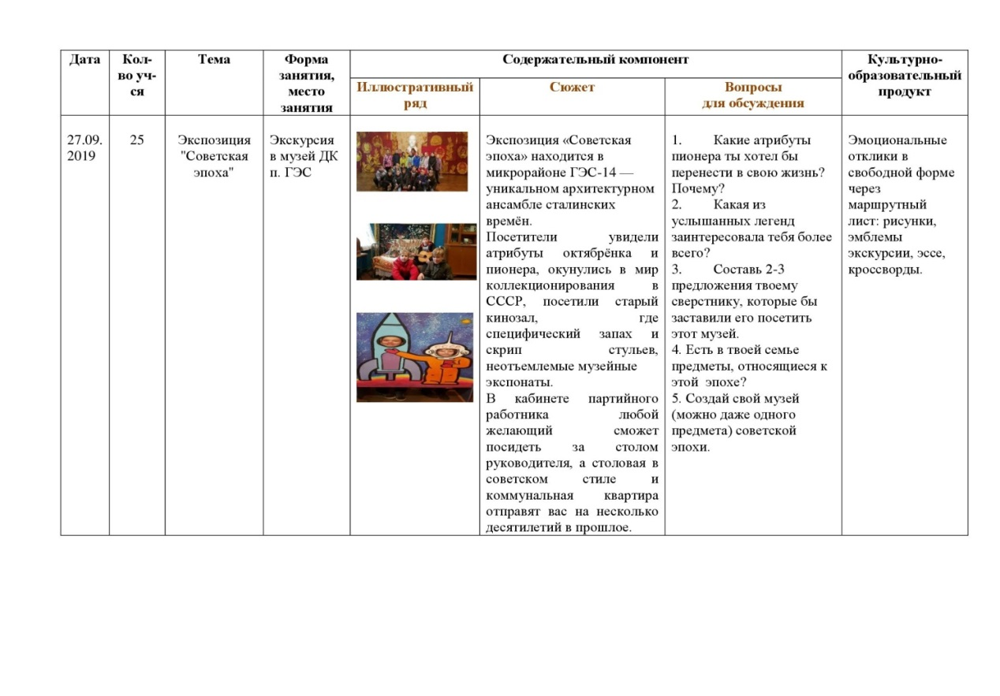 Дата
Кол-
во уч-
ся
Тема
Форма
занятия,
место
занятия
Содержательный компонент
Иллюстративный
ряд
Сюжет
Вопросы
для обсуждения
Культурно-
образовательный
продукт
27.09.
2019
25
Экспозиция
"Советская
эпоха"
Экскурсия
в музей ДК
п. ГЭС
Экспозиция «Советская
эпоха» находится в
микрорайоне ГЭС-14 —
уникальном архитектурном
ансамбле сталинских
времён.
Посетители увидели
атрибуты октябрёнка и
пионера, окунулись в мир
коллекционирования в
СССР, посетили старый
кинозал, где
специфический запах и
скрип стульев,
неотъемлемые музейные
экспонаты.
В кабинете партийного
работника любой
желающий сможет
посидеть за столом
руководителя, а столовая в
советском стиле и
коммунальная квартира
отправят вас на несколько
десятилетий в прошлое.
1. Какие атрибуты
пионера ты хотел бы
перенести в свою жизнь?
Почему?
2. Какая из
услышанных легенд
заинтересовала тебя более
всего?
3. Составь 2-3
предложения твоему
сверстнику, которые бы
заставили его посетить
этот музей.
4. Есть в твоей семье
предметы, относящиеся к
этой эпохе?
5. Создай свой музей
(можно даже одного
предмета) советской
эпохи.
Эмоциональные
отклики в
свободной форме
через
маршрутный
лист: рисунки,
эмблемы
экскурсии, эссе,
кроссворды.